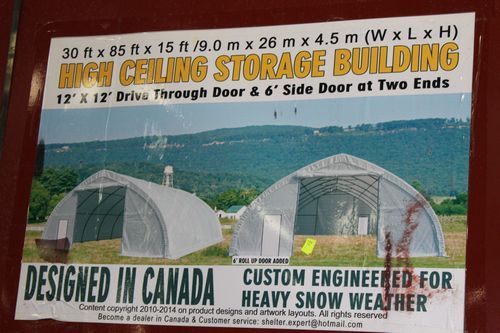 30 ft x 85 ft x 15 ft /9.0 m x 26 m x 4.5 m (W x L x H)
HIGH CEILING STORAGE BUILDING
12' X 12' Drive Through Door & 6' Side Door at Two Ends
6' ROLL UP DOOR ADDED
DESIGNED IN CANADA
CUSTOM ENGINEERED FOR
HEAVY SNOW WEATHER
Content copyright 2010-2014 on product designs and artwork layouts. All rights reserved
Become a dealer in Canada & Customer service: shelter.expert@hotmail.com